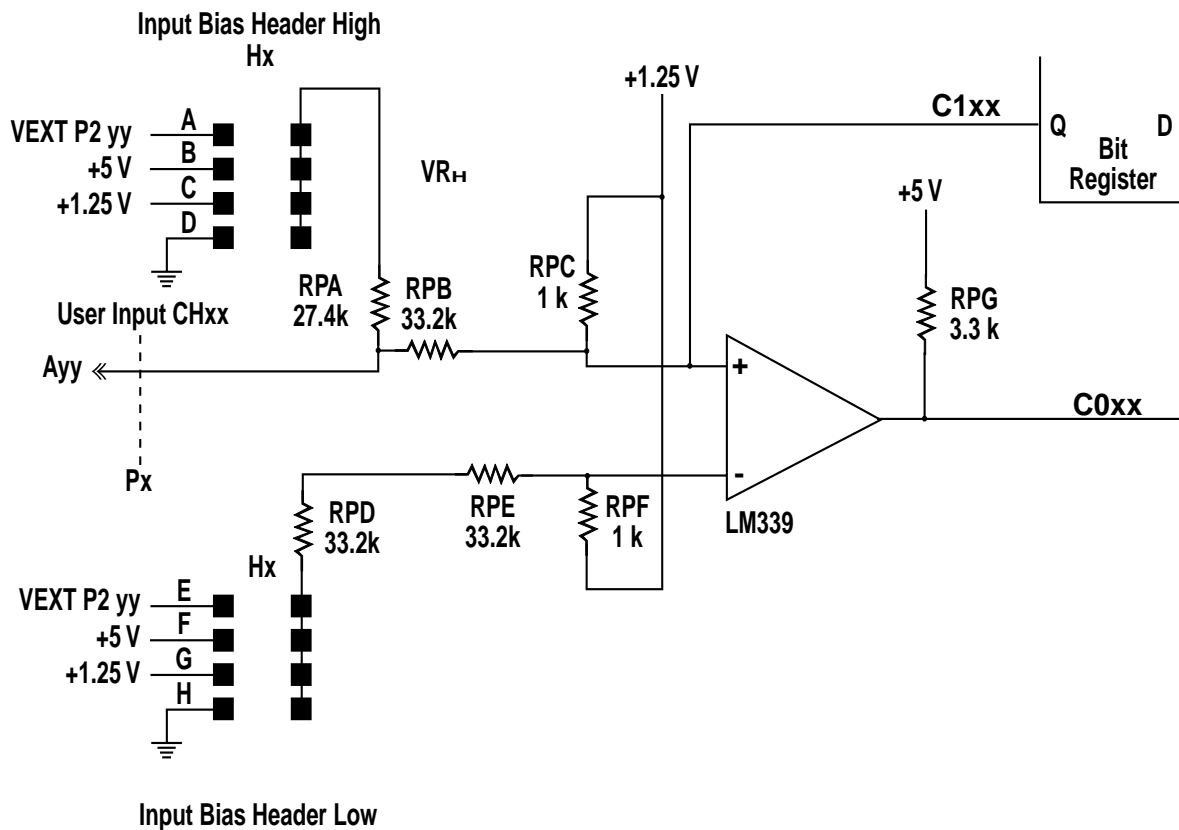 Input Bias Header High
Hx
+1.25 V
C1xx
A
VEXT P2 yy
Q
D
B
+5 V
Bit
Register
C
+1.25 V
D
VRH
+5 V
RPC
1 k
RPA
27.4k
RPB
33.2k
RPG
3.3 k
User Input CHxx
Ayy
+
C0xx
Px
-
LM339
RPD
33.2k
RPE
33.2k
RPF
1 k
Hx
E
VEXT P2 yy
F
+5 V
G
+1.25 V
H
Input Bias Header Low